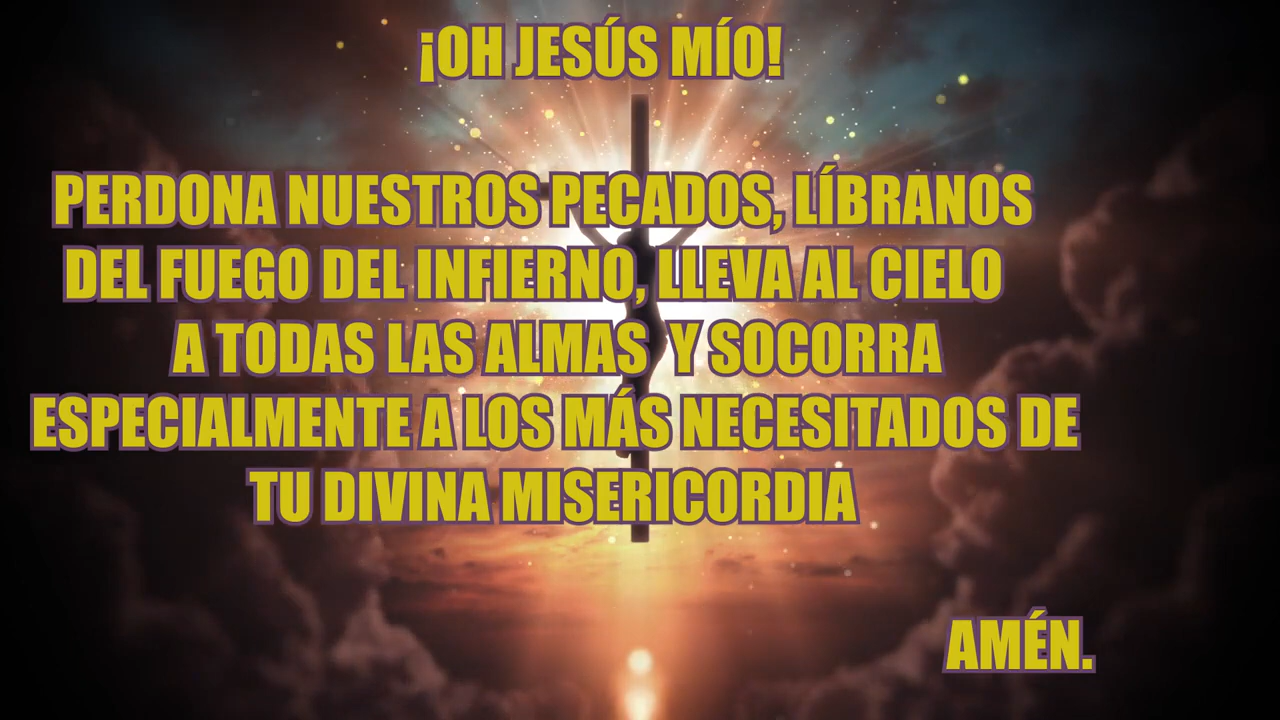 ¡OH JESÚS MÍO!
PERDONA NUESTROS PECADOS, LÍBRANOS
DEL FUEGO DEL INFIERNO, LLEVA AL CIELO
A TODAS LAS ALMAS Y SOCORRA
ESPECIALMENTE A LOS MÁS NECESITADOS DE
TU DIVINA MISERICORDIA
AMÉN.